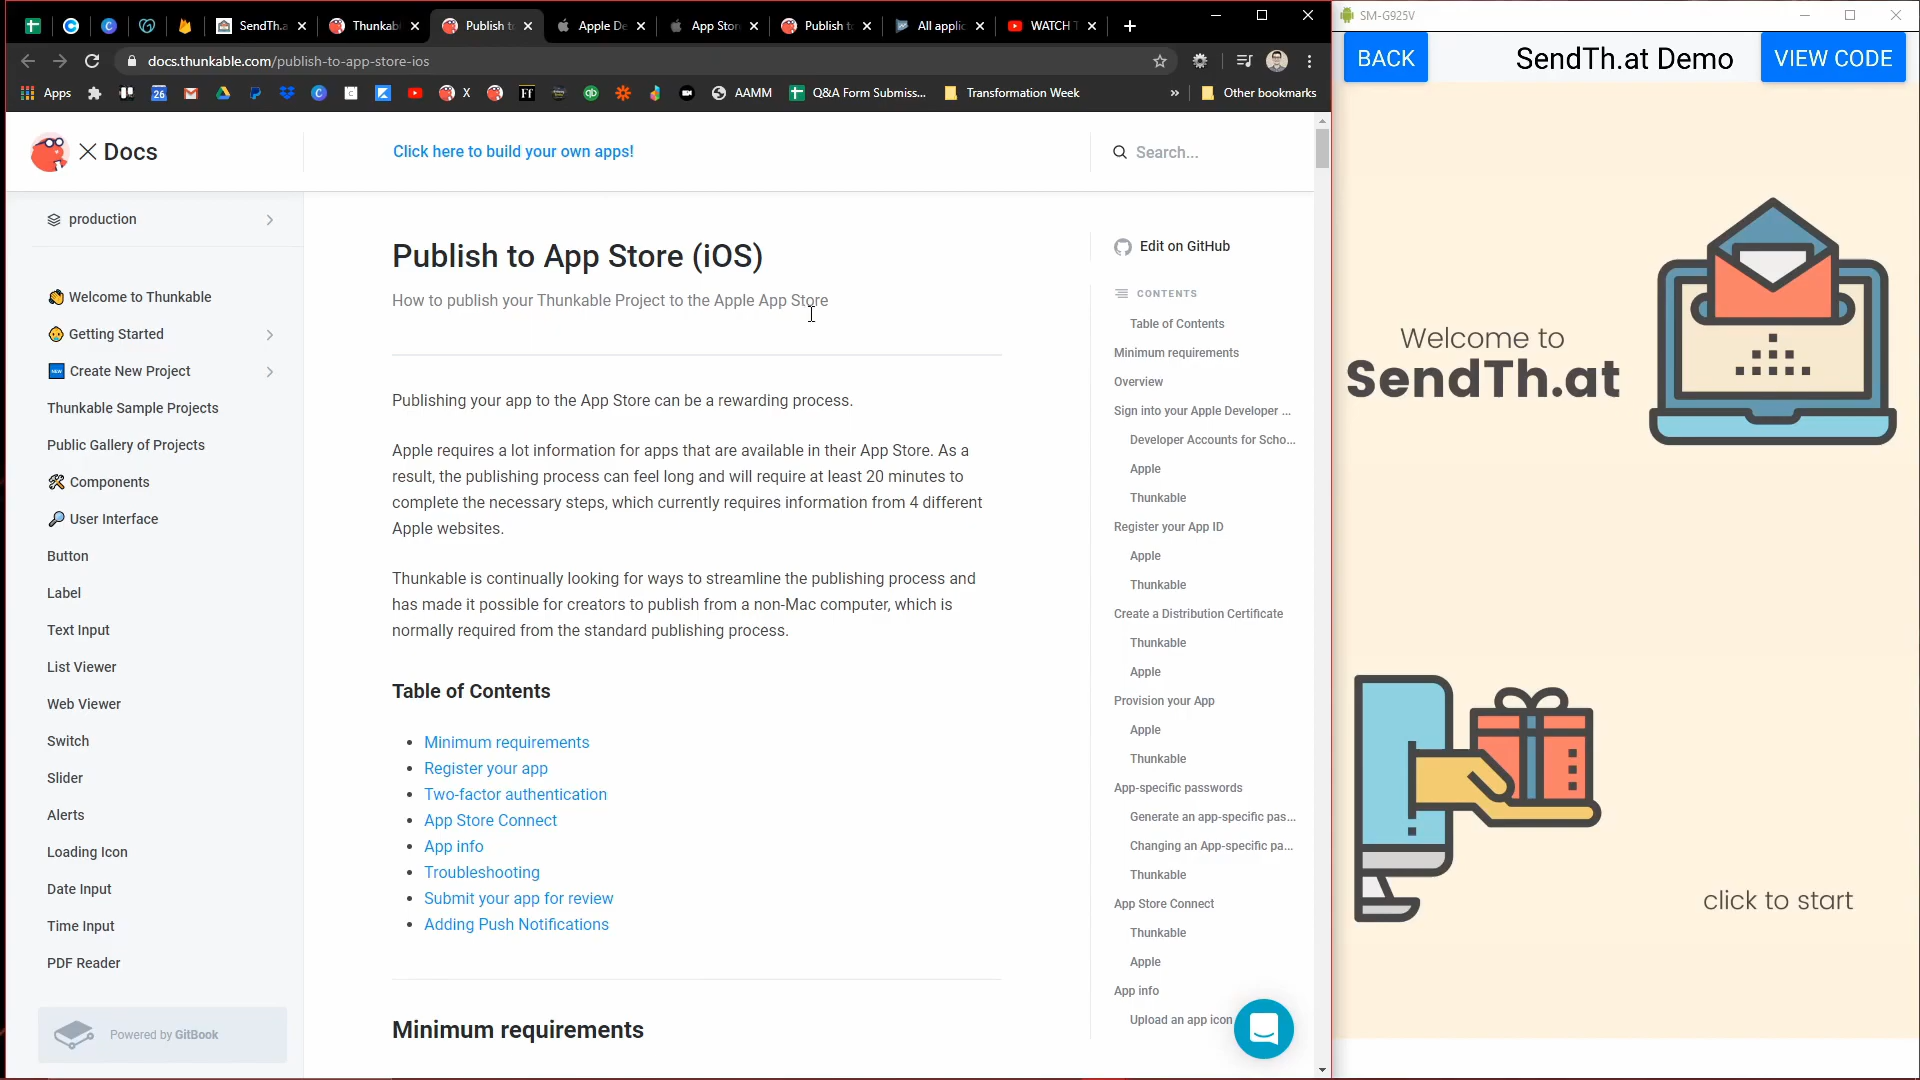 SendTh.a
Thunkabl
Publish t
Apple De
App Stor
Publish t
All applic
WATCH T
SM-G925V
docs.thunkable.com/publish-to-app-store-ios
BACK
SendTh.at Demo
VIEW CODE
Apps
26
X
AAMM
Q&A Form Submiss...
Transformation Week
»
Other bookmarks
Docs
Click here to build your own apps!
Search...
production
Welcome to Thunkable
Getting Started
Create New Project
Thunkable Sample Projects
Public Gallery of Projects
Components
User Interface
Button
Label
Text Input
List Viewer
Web Viewer
Switch
Slider
Alerts
Loading Icon
Date Input
Time Input
PDF Reader
Powered by GitBook
Publish to App Store (iOS)
How to publish your Thunkable Project to the Apple App Store
Publishing your app to the App Store can be a rewarding process.
Apple requires a lot information for apps that are available in their App Store. As a
result, the publishing process can feel long and will require at least 20 minutes to
complete the necessary steps, which currently requires information from 4 different
Apple websites.
Thunkable is continually looking for ways to streamline the publishing process and
has made it possible for creators to publish from a non-Mac computer, which is
normally required from the standard publishing process.
Table of Contents
• Minimum requirements
• Register your app
• Two-factor authentication
• App Store Connect
• App info
• Troubleshooting
• Submit your app for review
• Adding Push Notifications
Minimum requirements
Edit on GitHub
CONTENTS
Table of Contents
Minimum requirements
Overview
Sign into your Apple Developer ...
Developer Accounts for Scho...
Apple
Thunkable
Register your App ID
Apple
Thunkable
Create a Distribution Certificate
Thunkable
Apple
Provision your App
Apple
Thunkable
App-specific passwords
Generate an app-specific pas...
Changing an App-specific pa...
Thunkable
App Store Connect
Thunkable
Apple
App info
Upload an app icon
Welcome to
SendTh.at
click to start